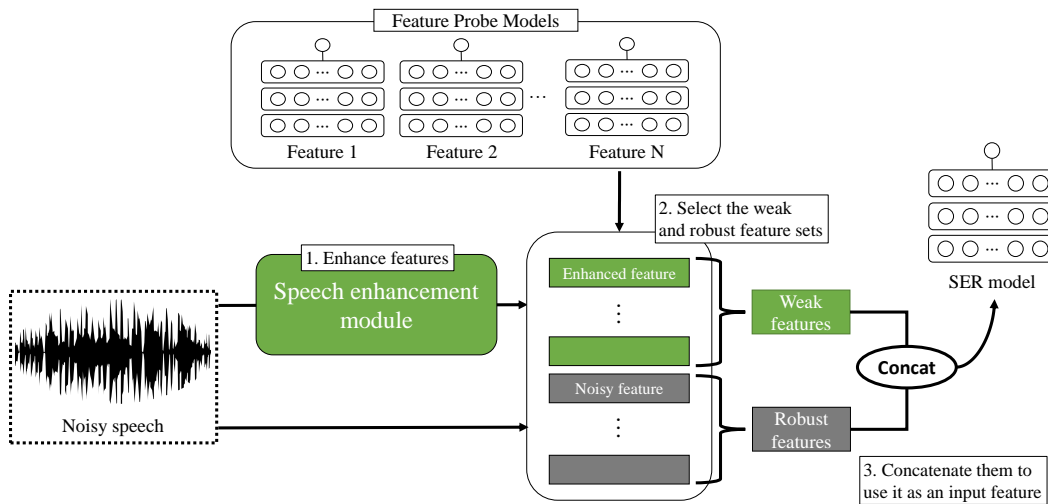 Feature Probe Models
...
...
...
...
...
...
...
...
...
...
Feature 1
Feature 2
Feature N
2. Select the weak
and robust feature sets
1. Enhance features
Speech enhancement
module
Noisy speech
Enhanced feature
...
Noisy feature
...
Weak
features
Robust
features
Concat
...
...
...
SER model
3. Concatenate them to
use it as an input feature